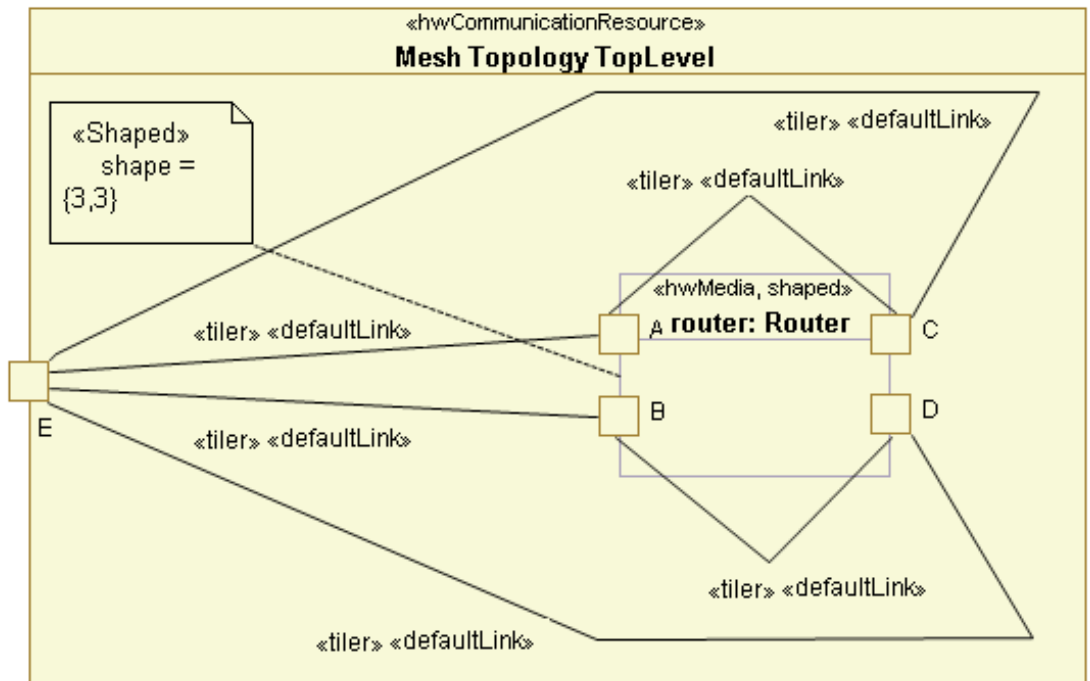 «hwCommunicationResource»
Mesh Topology TopLevel
«Shaped»
shape =
{3,3}
«tiler» «defaultLink»
«tiler» «defaultLink»
«hwMedia, shaped»
A router: Router
C
«tiler» «defaultLink»
B
D
E
«tiler» «defaultLink»
«tiler» «defaultLink»
«tiler» «defaultLink»